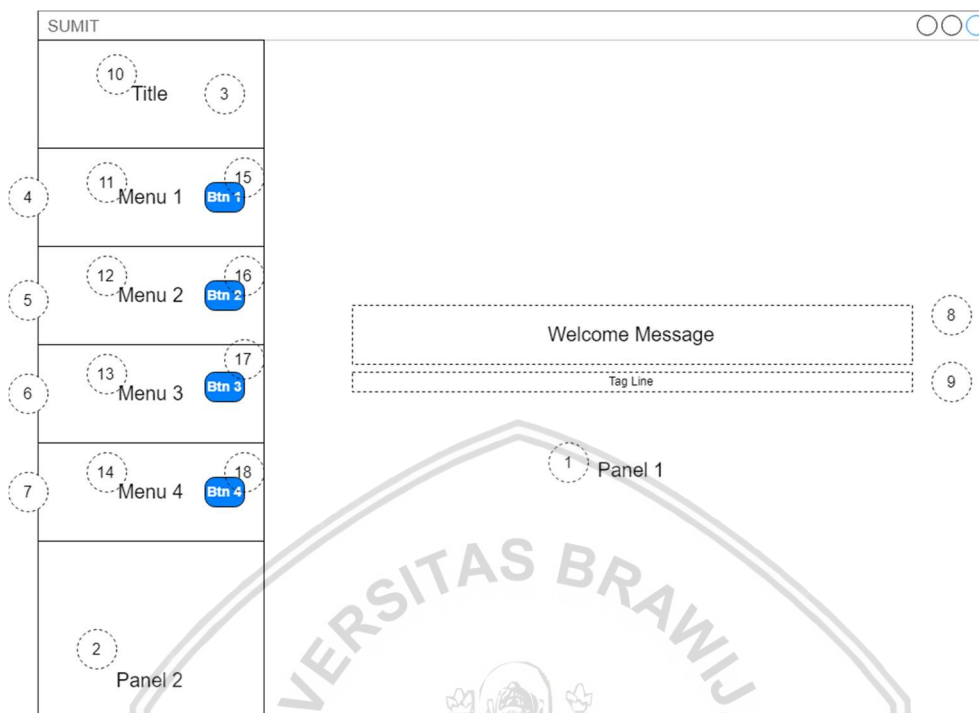 SUMIT
10
Title
3
4
11
Menu 1
Btn 1
15
5
12
Menu 2
Btn 2
16
6
13
Menu 3
Btn 3
17
7
14
Menu 4
Btn 4
18
2
Panel 2
Welcome Message
8
Tag Line
9
1
Panel 1
VERSITAS BRAWIJ